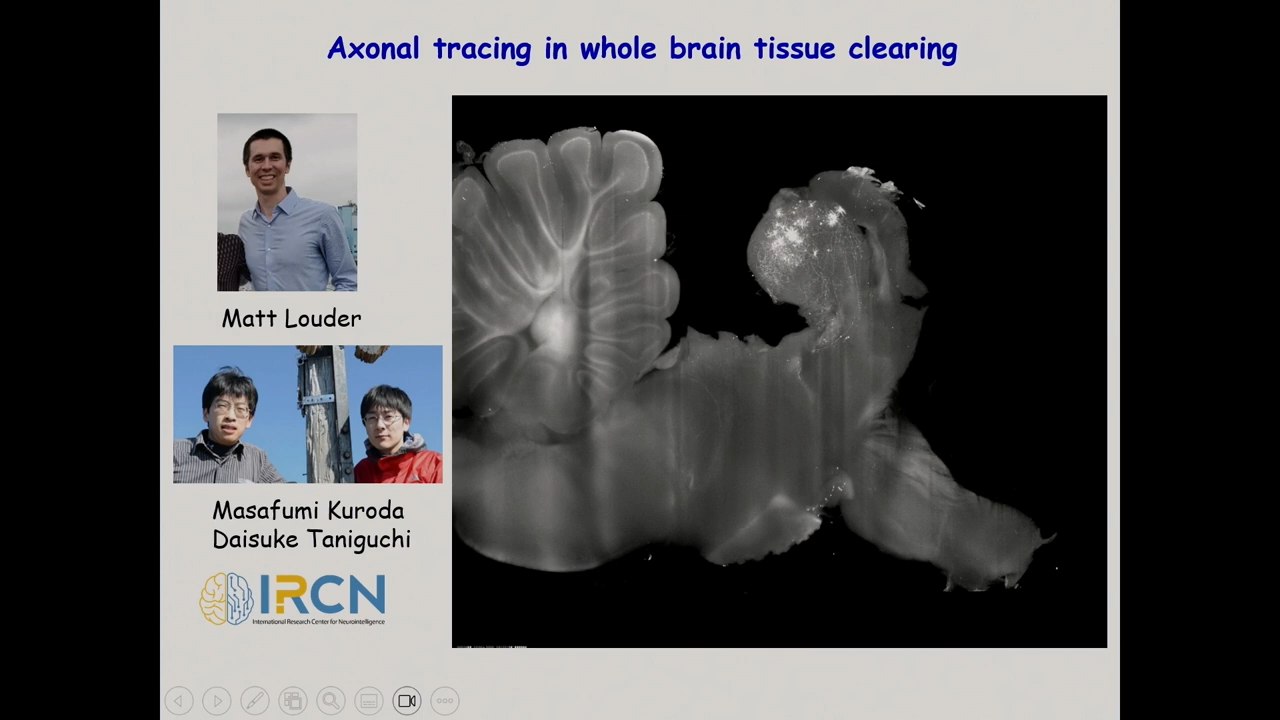 Axonal tracing in whole brain tissue clearing
Matt Louder
Masafumi Kuroda
Daisuke Taniguchi
IRCN
International Research Center for Neurointelligence